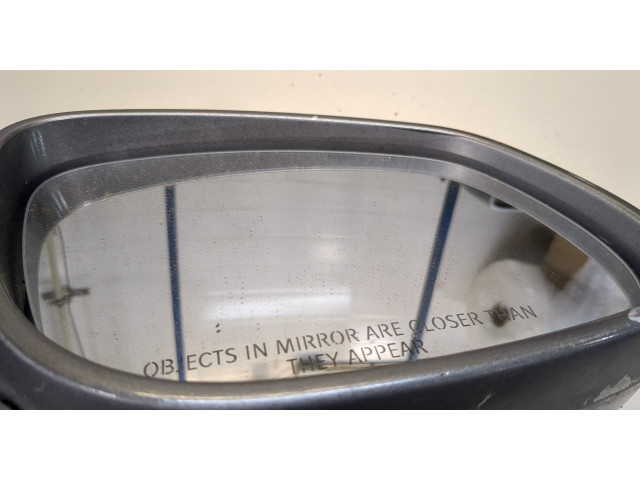 OBJECTS IN MIRROR ARE CLOSER THAN
THEY APPEAR